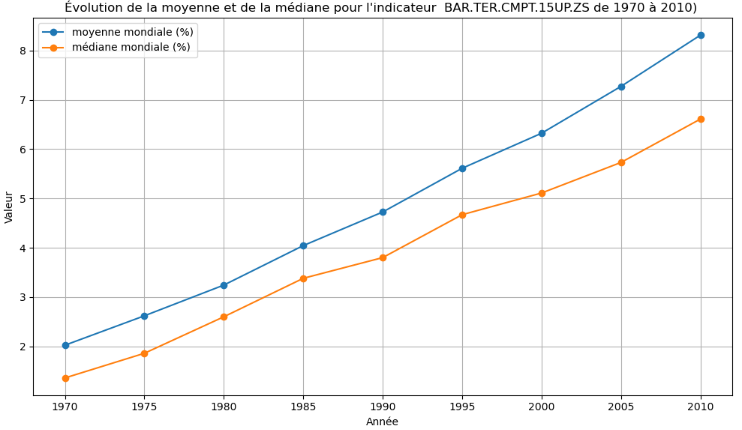 Évolution de la moyenne et de la médiane pour l'indicateur  BAR.TER.CMPT.15UP.ZS de 1970 à 2010)
moyenne mondiale (%)
médiane mondiale (%)
8
7
6
5
4
3
2
Valeur
1970 1975 1980 1985 1990 1995 2000 2005 2010
Année